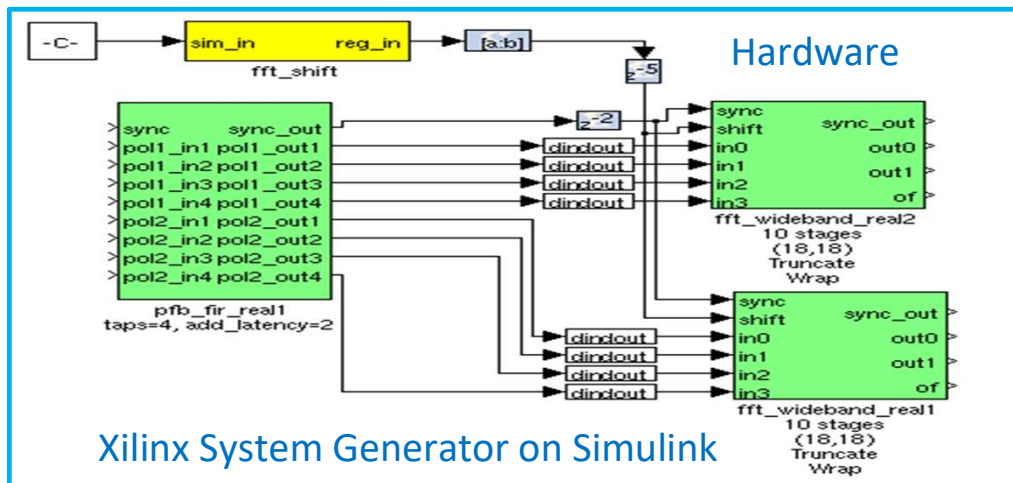 -C-
sim_in reg_in
fft_shift
[a:b]
z-5
Hardware
sync sync_out
pol1_in1 pol1_out1
pol1_in2 pol1_out2
pol1_in3 pol1_out3
pol1_in4 pol1_out4
pol2_in1 pol2_out1
pol2_in2 pol2_out2
pol2_in3 pol2_out3
pol2_in4 pol2_out4
pfb_fir_real1
taps=4, add_latency=2
z-2
dindout
dindout
dindout
dindout
sync
shift
in0
in1
in2
in3
sync_out
out0
out1
of
fft_wideband_real2
10 stages
(18,18)
Truncate
Wrap
dindout
dindout
dindout
dindout
sync
shift
in0
in1
in2
in3
sync_out
out0
out1
of
fft_wideband_real1
10 stages
(18,18)
Truncate
Wrap
Xilinx System Generator on Simulink